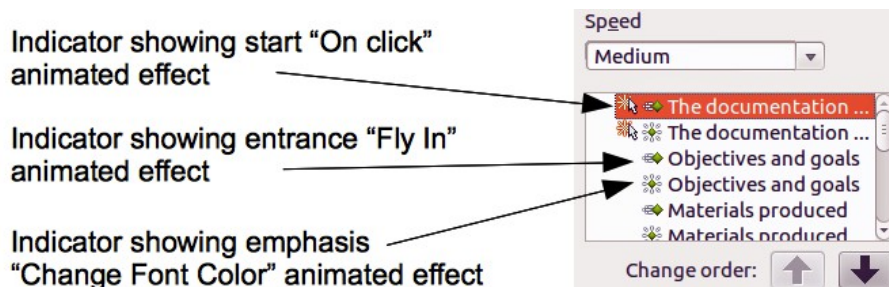 Indicator showing start “On click”
animated effect
Indicator showing entrance “Fly In”
animated effect
Indicator showing emphasis
“Change Font Color” animated effect
Speed
Medium
The documentation ...
The documentation ...
Objectives and goals
Objectives and goals
Materials produced
Materials produced
Change order: